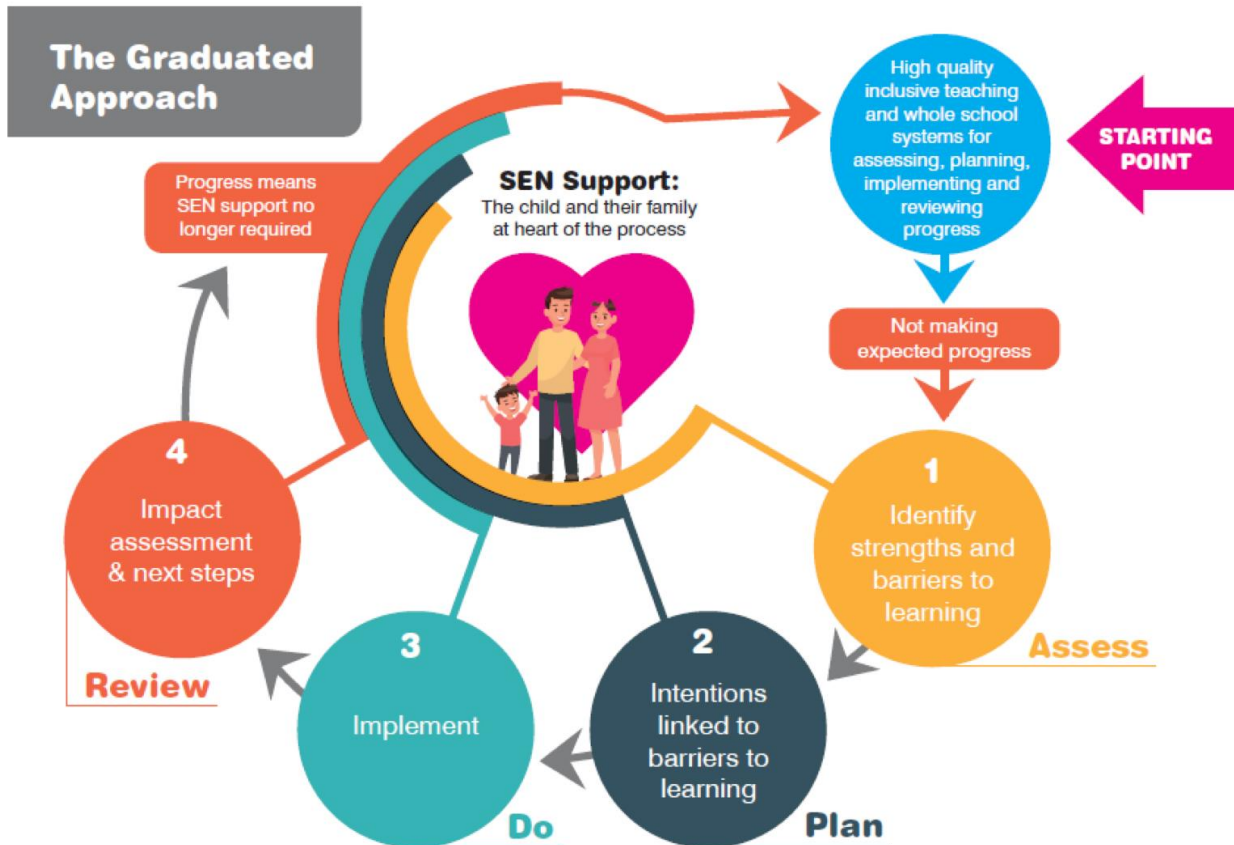 The Graduated
Approach
High quality
inclusive teaching
and whole school
systems for
assessing, planning,
implementing and
reviewing
progress
STARTING
POINT
Progress means
SEN support no
longer required
SEN Support:
The child and their family
at heart of the process
Not making
expected progress
1
Identify
strengths and
barriers to
learning
Assess
2
Intentions
linked to
barriers to
learning
Plan
3
Implement
Do
4
Impact
assessment
& next steps
Review